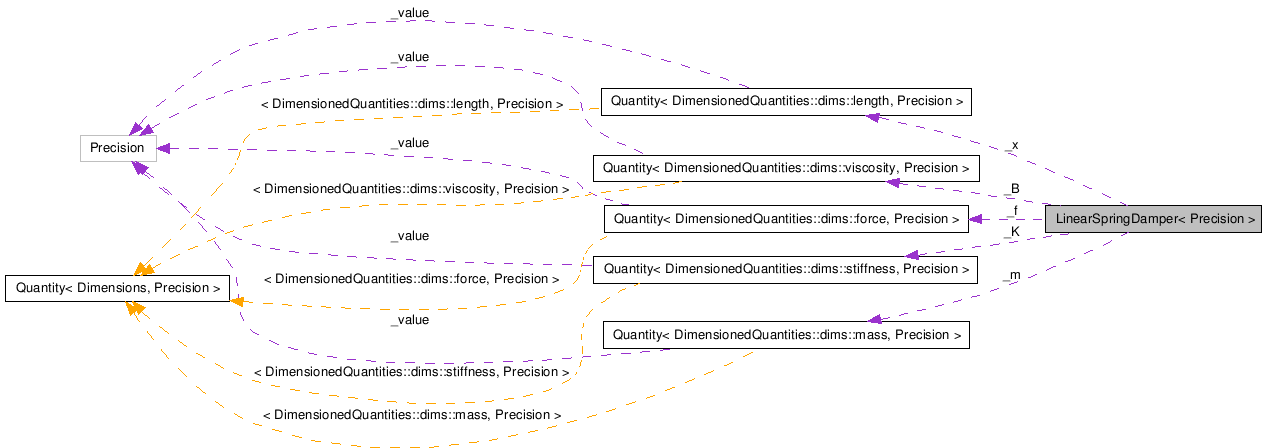 _value
_value
< DimensionedQuantities::dims::length, Precision >
Quantity< DimensionedQuantities::dims::length, Precision >
Precision
_value
_x
Quantity< DimensionedQuantities::dims::viscosity, Precision >
< DimensionedQuantities::dims::viscosity, Precision >
_B
Quantity< DimensionedQuantities::dims::force, Precision >
_f
LinearSpringDamper< Precision >
_value
_K
Quantity< DimensionedQuantities::dims::stiffness, Precision >
< DimensionedQuantities::dims::force, Precision >
_m
Quantity< Dimensions, Precision >
_value
Quantity< DimensionedQuantities::dims::mass, Precision >
< DimensionedQuantities::dims::stiffness, Precision >
< DimensionedQuantities::dims::mass, Precision >